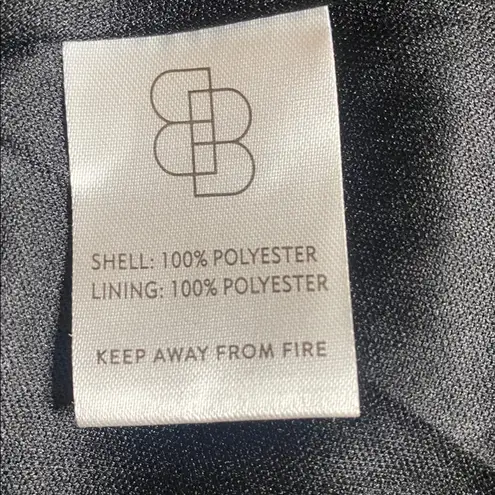 SHELL: 100% POLYESTER
LINING: 100% POLYESTER
KEEP AWAY FROM FIRE